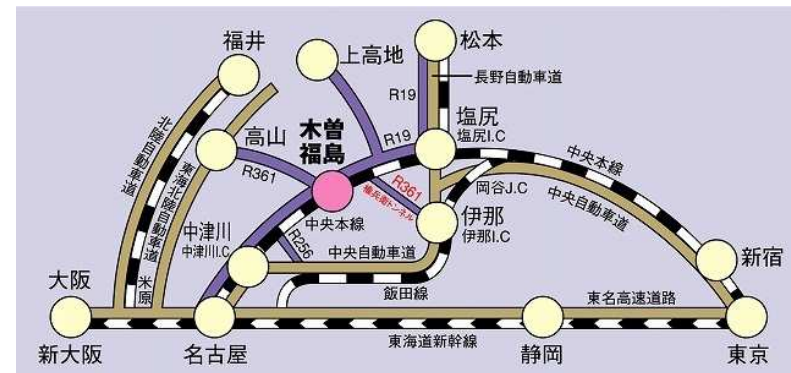 福井
上高地
松本
長野自動車道
R19
塩尻
塩尻I.C
高山
木曽
福島
R19
中央本線
R361
R361
権兵衛トンネル
岡谷J.C
中央自動車道
北陸自動車道
東海北陸自動車道
中津川
中津川I.C
中央本線
R256
伊那
伊那I.C
中央自動車道
新宿
飯田線
米原
大阪
東名高速道路
新大阪
名古屋
東海道新幹線
静岡
東京